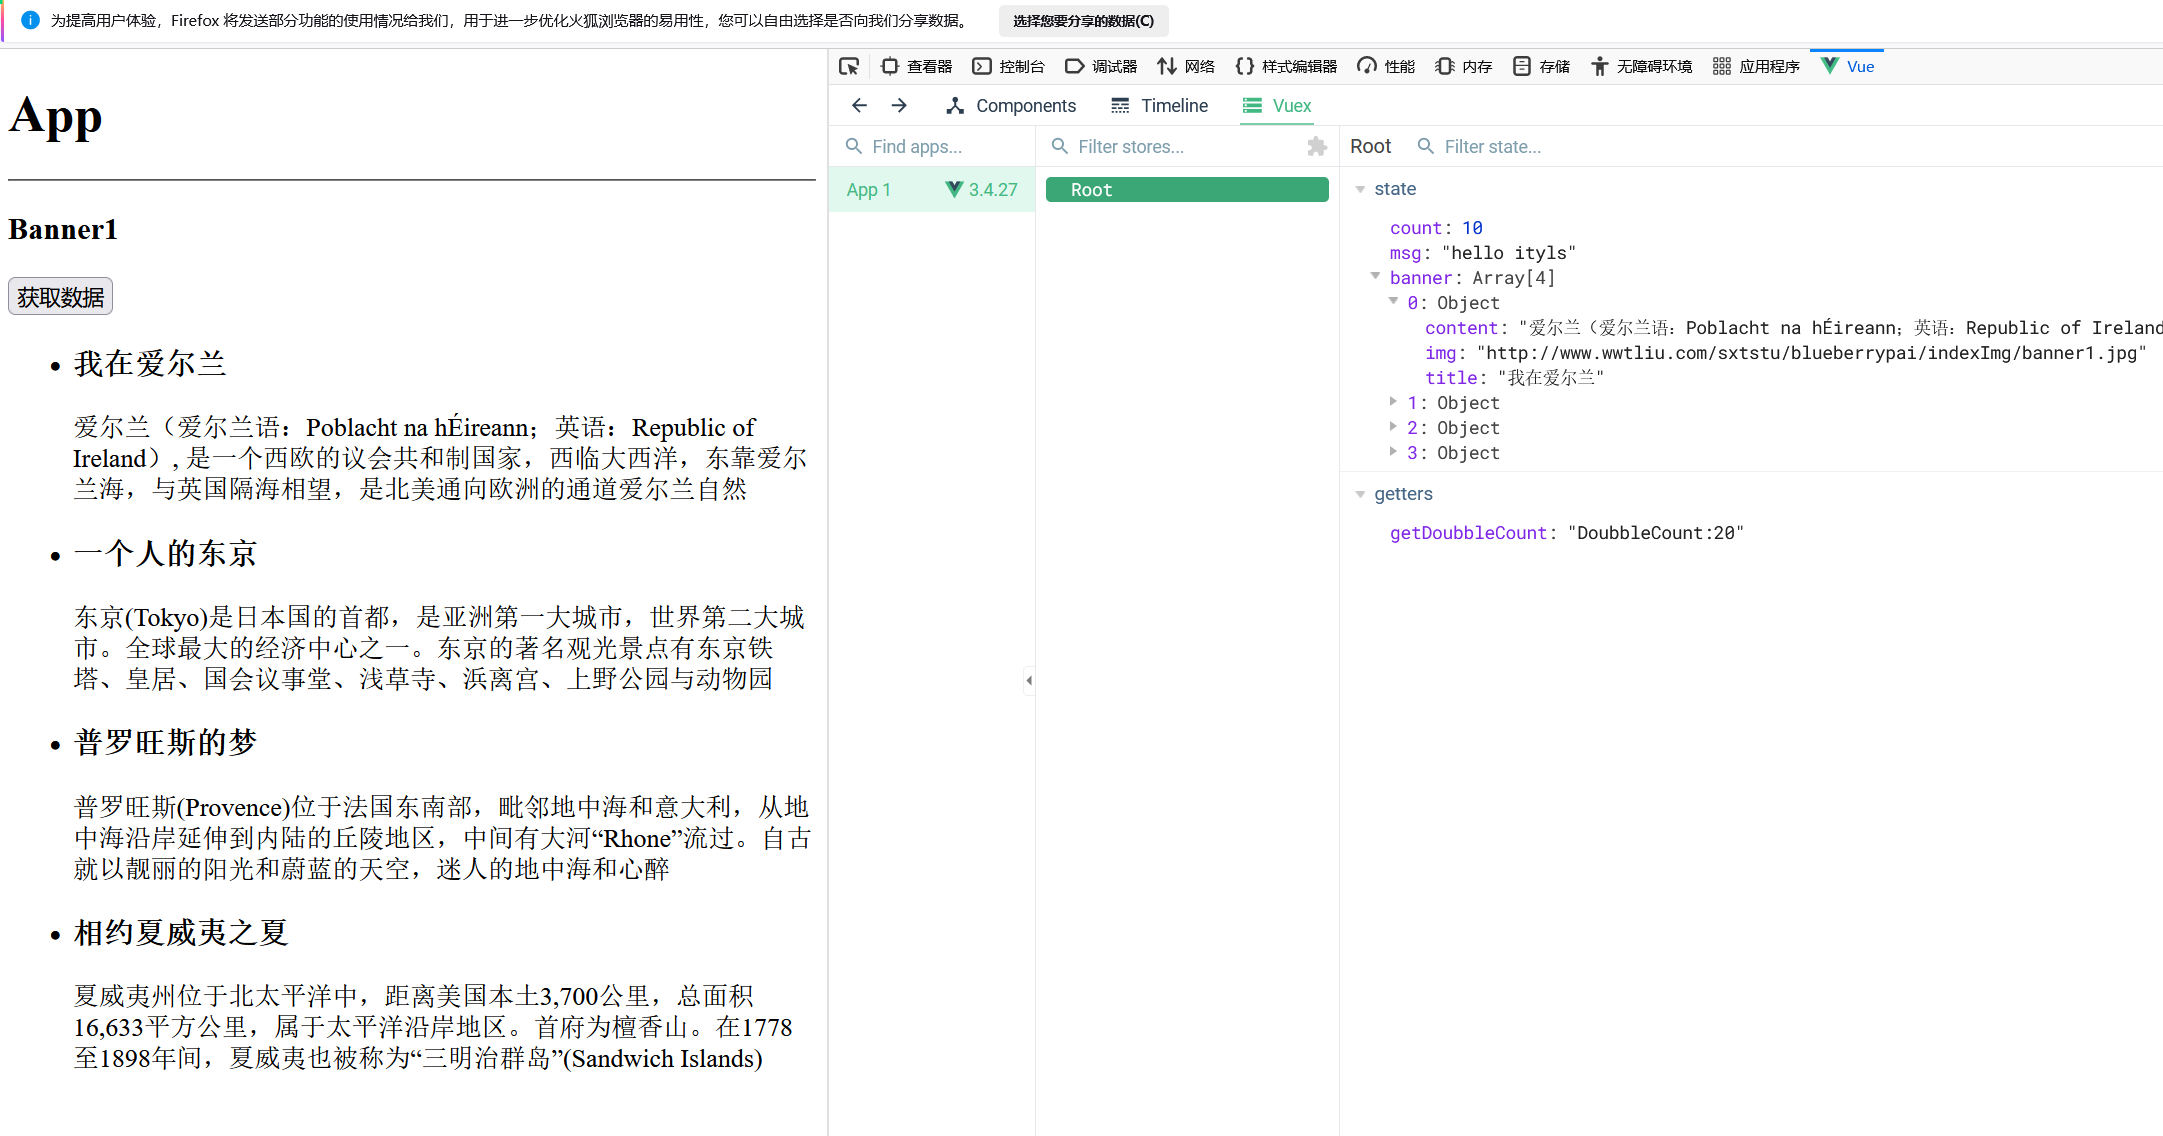 为提高用户体验，Firefox 将发送部分功能的使用情况给我们，用于进一步优化火狐浏览器的易用性，您可以自由选择是否向我们分享数据。 选择您要分享的数据(C)
App
Banner1
获取数据
我在爱尔兰
爱尔兰（爱尔兰语：Poblacht na hÉireann；英语：Republic of
Ireland）, 是一个西欧的议会共和制国家，西临大西洋，东靠爱尔
兰海，与英国隔海相望，是北美通向欧洲的通道爱尔兰自然
一个人的东京
东京(Tokyo)是日本国的首都，是亚洲第一大城市，世界第二大城
市。全球最大的经济中心之一。东京的著名观光景点有东京铁
塔、皇居、国会议事堂、浅草寺、浜离宫、上野公园与动物园
普罗旺斯的梦
普罗旺斯(Provence)位于法国东南部，毗邻地中海和意大利，从地
中海沿岸延伸到内陆的丘陵地区，中间有大河“Rhone”流过。自古
就以靓丽的阳光和蔚蓝的天空，迷人的地中海和心醉
相约夏威夷之夏
夏威夷州位于北太平洋中，距离美国本土3,700公里，总面积
16,633平方公里，属于太平洋沿岸地区。首府为檀香山。在1778
至1898年间，夏威夷也被称为“三明治群岛”(Sandwich Islands)
查看器 控制台 调试器 网络 样式编辑器 性能 内存 存储 无障碍环境 应用程序 Vue
Components Timeline Vuex
Find apps...
App 1 3.4.27
Filter stores...
Root
Root Filter state...
state
count: 10
msg: "hello ityls"
banner: Array[4]
0: Object
content: "爱尔兰（爱尔兰语：Poblacht na hÉireann；英语：Republic of Ireland
img: "http://www.wwtliu.com/sxtstu/blueberrypai/indexImg/banner1.jpg"
title: "我在爱尔兰"
1: Object
2: Object
3: Object
getters
getDoubbleCount: "DoubbleCount:20"